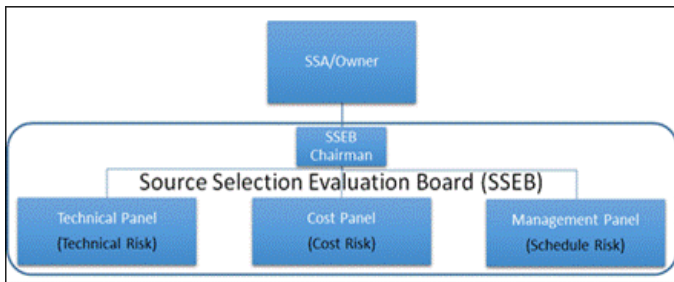 SSA/Owner
SSEB
Chairman
Source Selection Evaluation Board (SSEB)
Technical Panel
(Technical Risk)
Cost Panel
(Cost Risk)
Management Panel
(Schedule Risk)